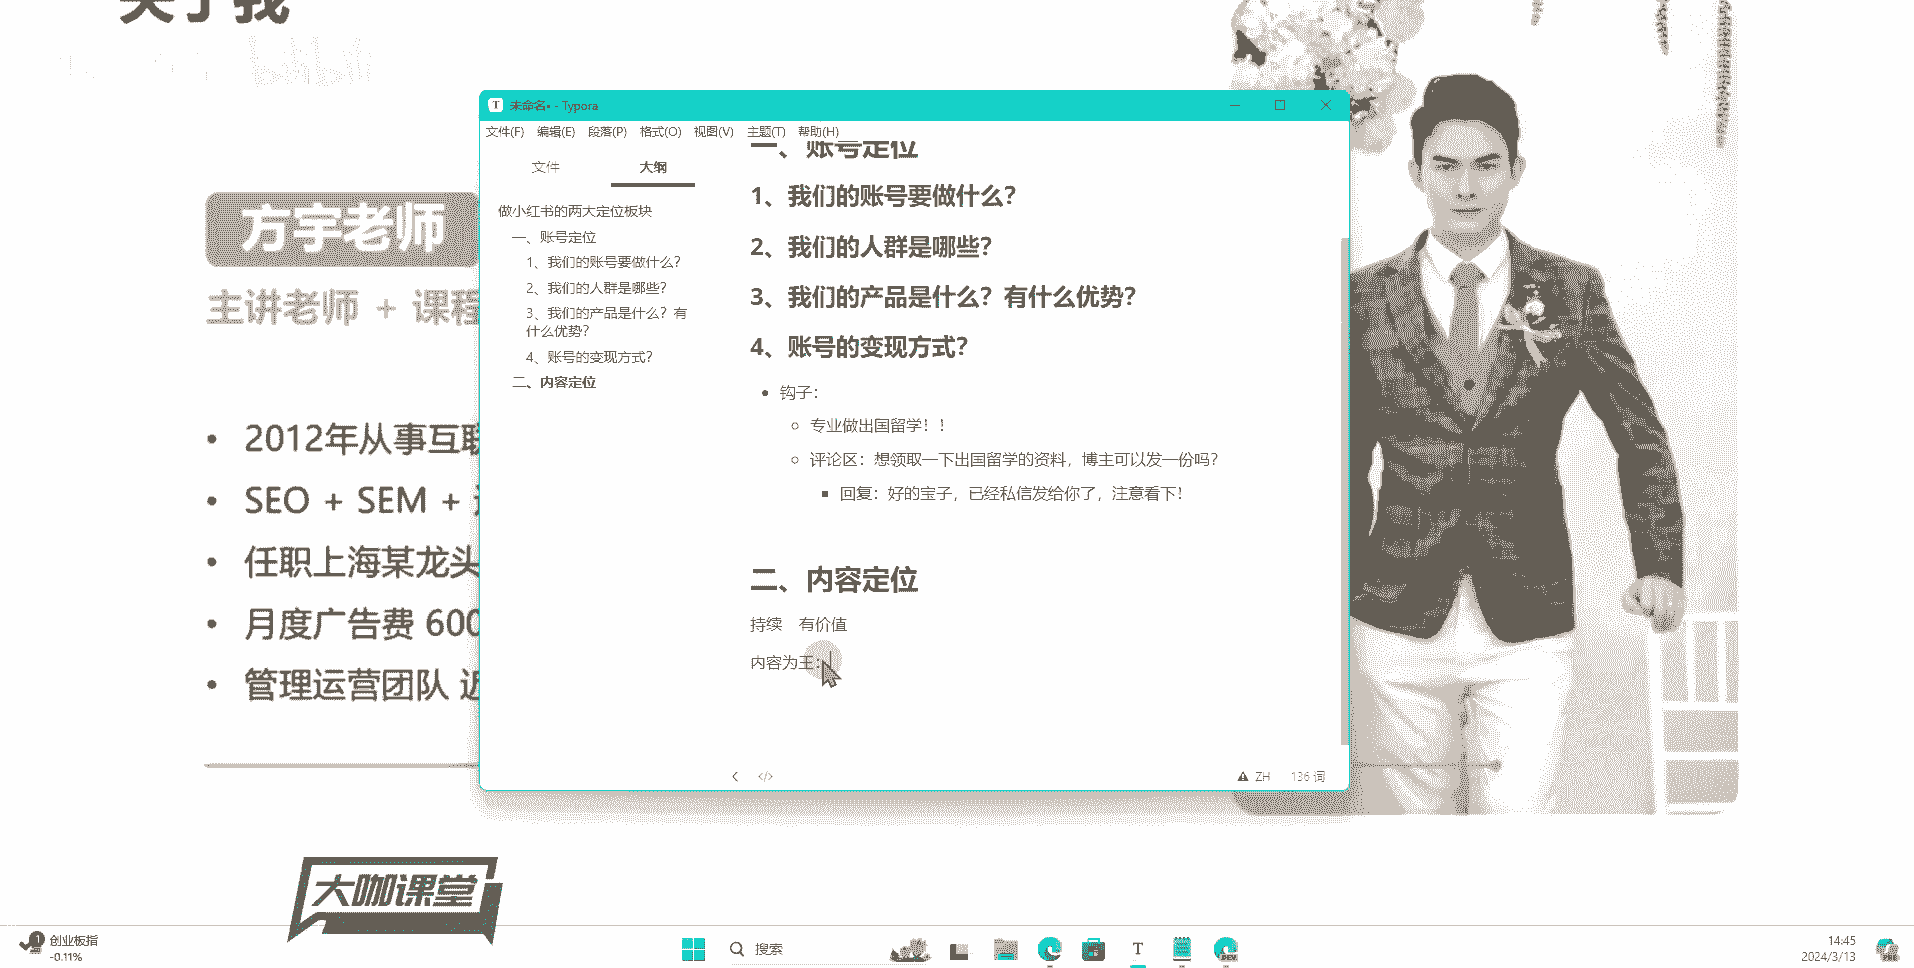 关于我
bilibili
方宇老师
主讲老师 + 课程
2012年从事互联
SEO + SEM +
任职上海某龙头
月度广告费 600
管理运营团队 近
未命名• - Typora
文件(F) 编辑(E) 段落(P) 格式(O) 视图(V) 主题(T) 帮助(H)
文件 大纲
做小红书的两大定位板块
一、账号定位
1、我们的账号要做什么？
2、我们的人群是哪些？
3、我们的产品是什么？有
什么优势？
4、账号的变现方式？
二、内容定位
一、账号定位
1、我们的账号要做什么？
2、我们的人群是哪些？
3、我们的产品是什么？有什么优势？
4、账号的变现方式？
钩子：
专业做出国留学！！
评论区：想领取一下出国留学的资料，博主可以发一份吗？
回复：好的宝子，已经私信发给你了，注意看下！
二、内容定位
持续 有价值
内容为王：
ZH 136 词
大咖课堂
1
创业板指
-0.11%
搜索
T
DEV
14:45
2024/3/13
PRE